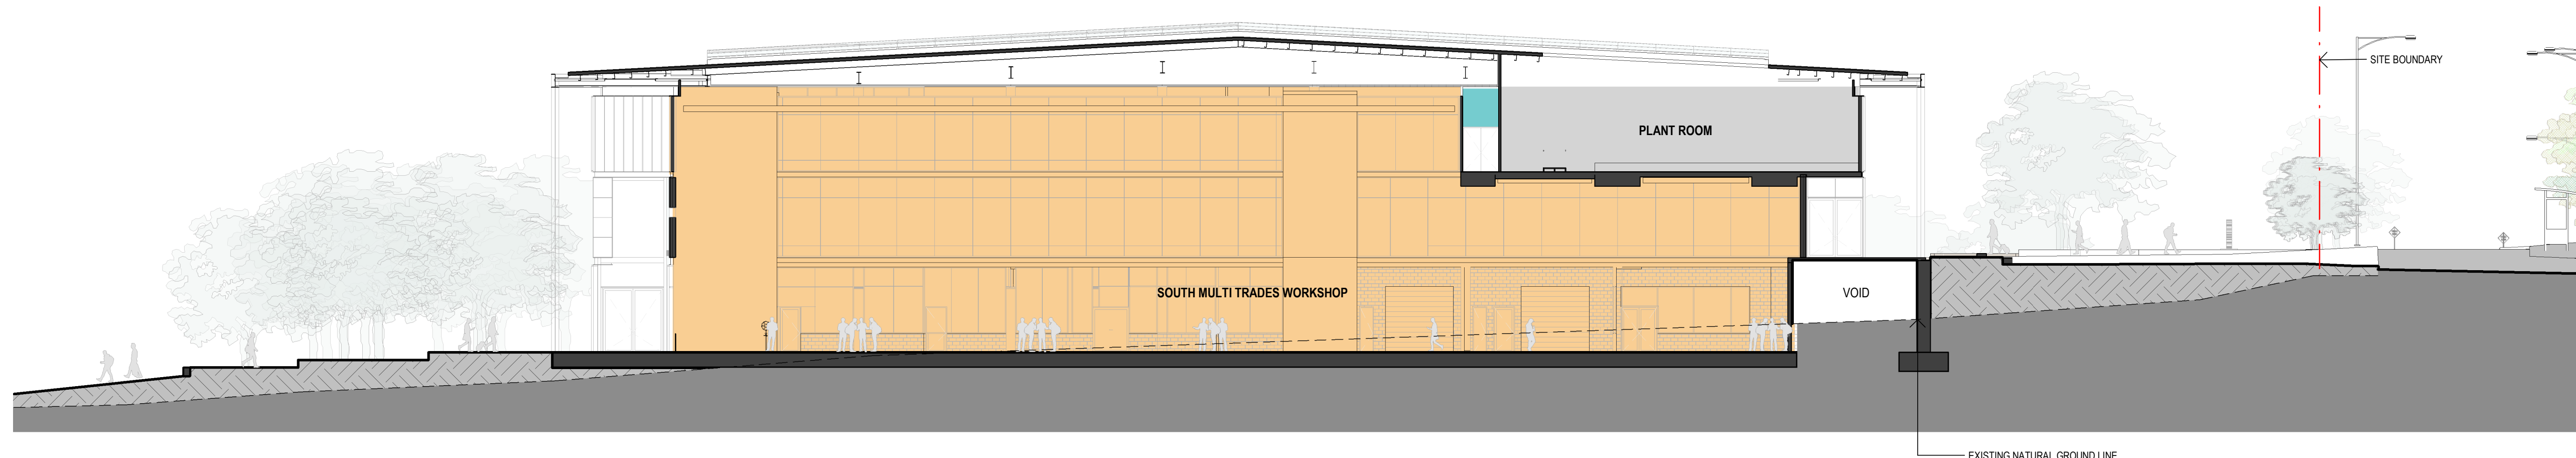 SITE BOUNDARY
PLANT ROOM
SOUTH MULTI TRADES WORKSHOP
VOID
EXISTING NATURAL GROUND LINE